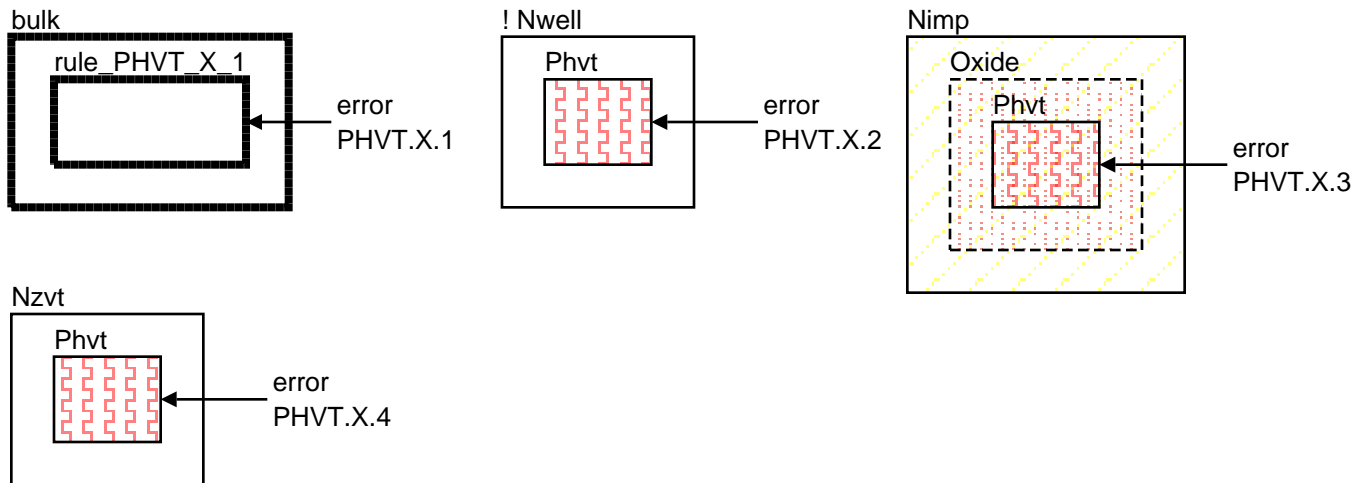 bulk
rule_PHVT_X_1
error
PHVT.X.1
! Nwell
Phvt
error
PHVT.X.2
Nimp
Oxide
Phvt
error
PHVT.X.3
Nzvt
Phvt
error
PHVT.X.4